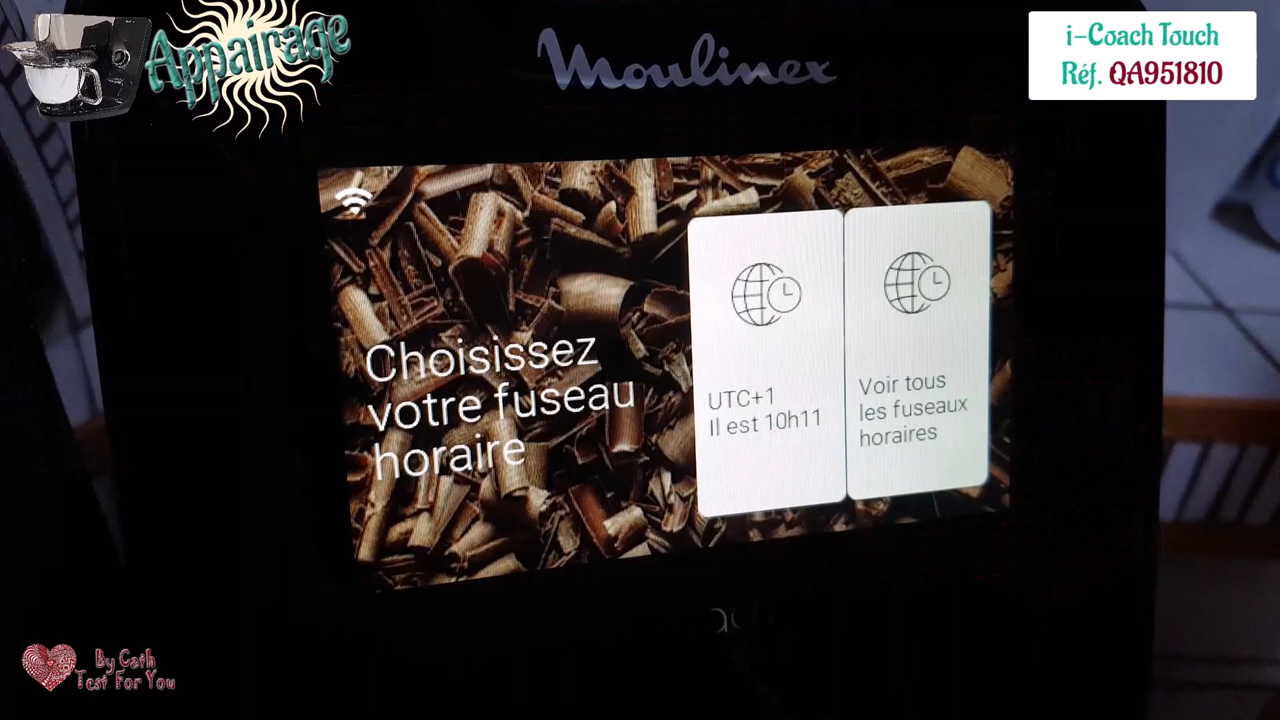 Appairage
Moulinex
i-Coach Touch
Réf. QA951810
Choisissez
votre fuseau
horaire
UTC+1
Il est 10h11
Voir tous
les fuseaux
horaires
By Cath
Test For You